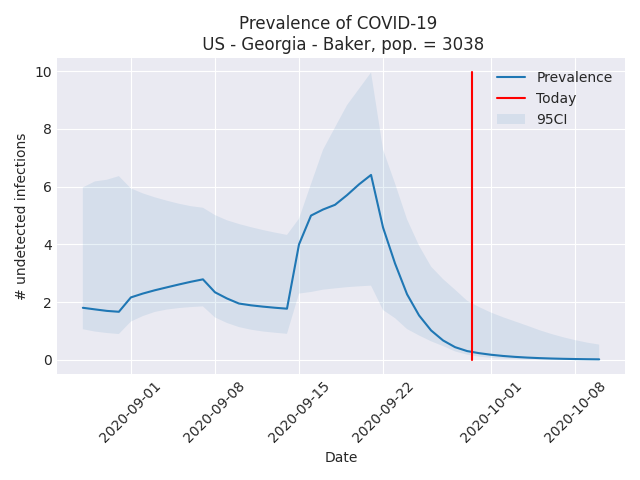 Prevalence of COVID-19
US - Georgia - Baker, pop. = 3038
10
8
6
4
2
0
# undetected infections
Prevalence
Today
95CI
2020-09-01
2020-09-08
2020-09-15
2020-09-22
2020-10-01
2020-10-08
Date